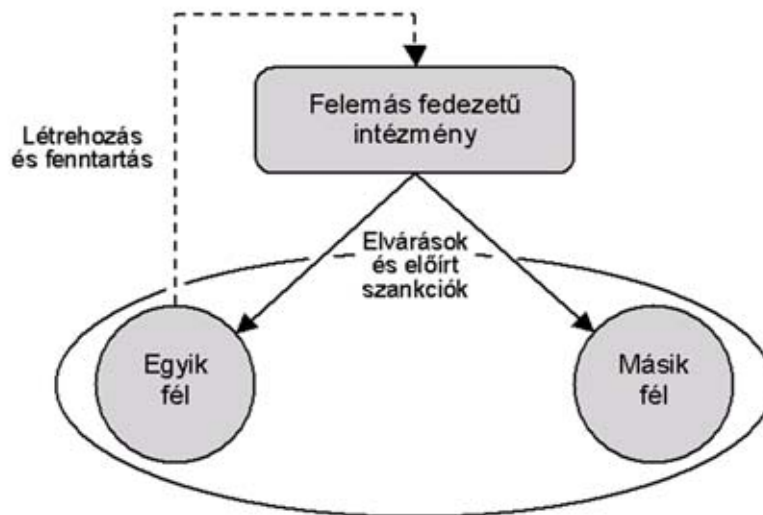 Felemás fedezetű
intézmény
Létrehozás
és fenntartás
Elvárások
és előírt
szankciók
Egyik
fél
Másik
fél